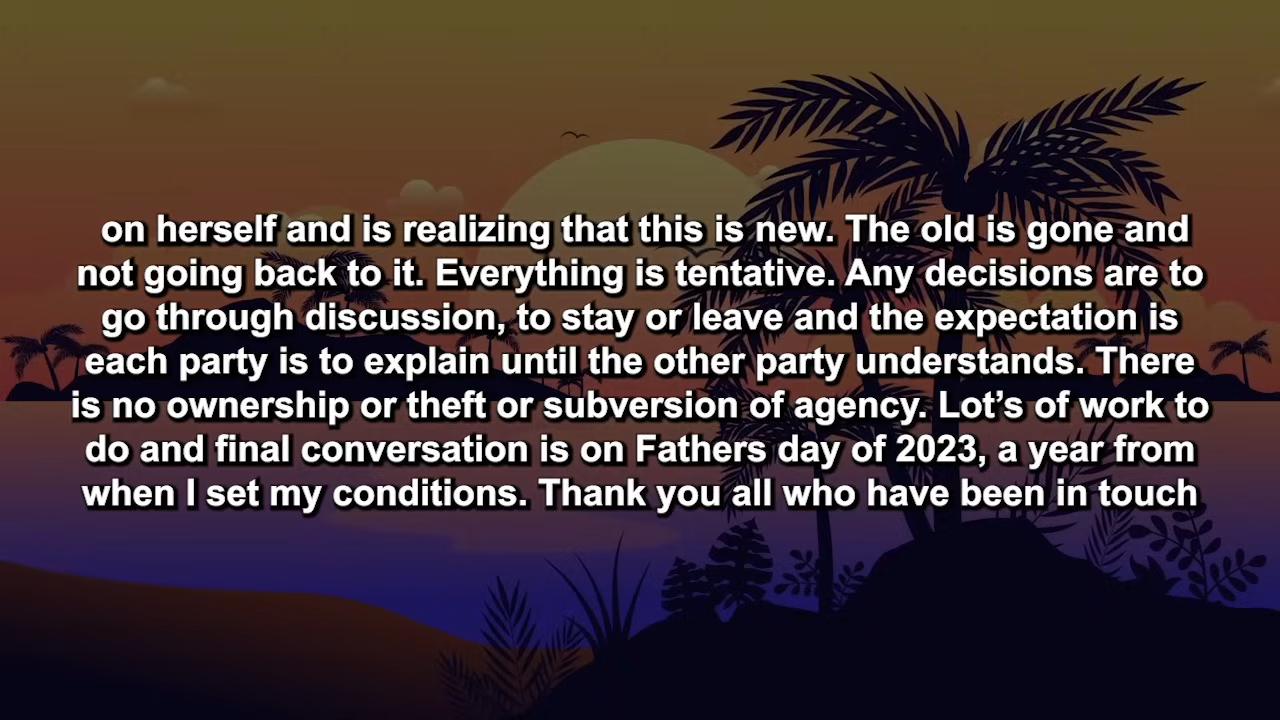 on herself and is realizing that this is new. The old is gone and
not going back to it. Everything is tentative. Any decisions are to
go through discussion, to stay or leave and the expectation is
each party is to explain until the other party understands. There
is no ownership or theft or subversion of agency. Lot’s of work to
do and final conversation is on Fathers day of 2023, a year from
when I set my conditions. Thank you all who have been in touch